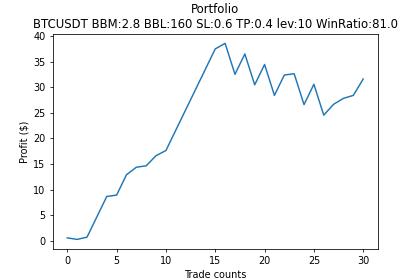 Portfolio
BTCUSDT BBM:2.8 BBL:160 SL:0.6 TP:0.4 lev:10 WinRatio:81.0
40
35
30
25
20
15
10
5
0
Profit ($)
0 5 10 15 20 25 30
Trade counts